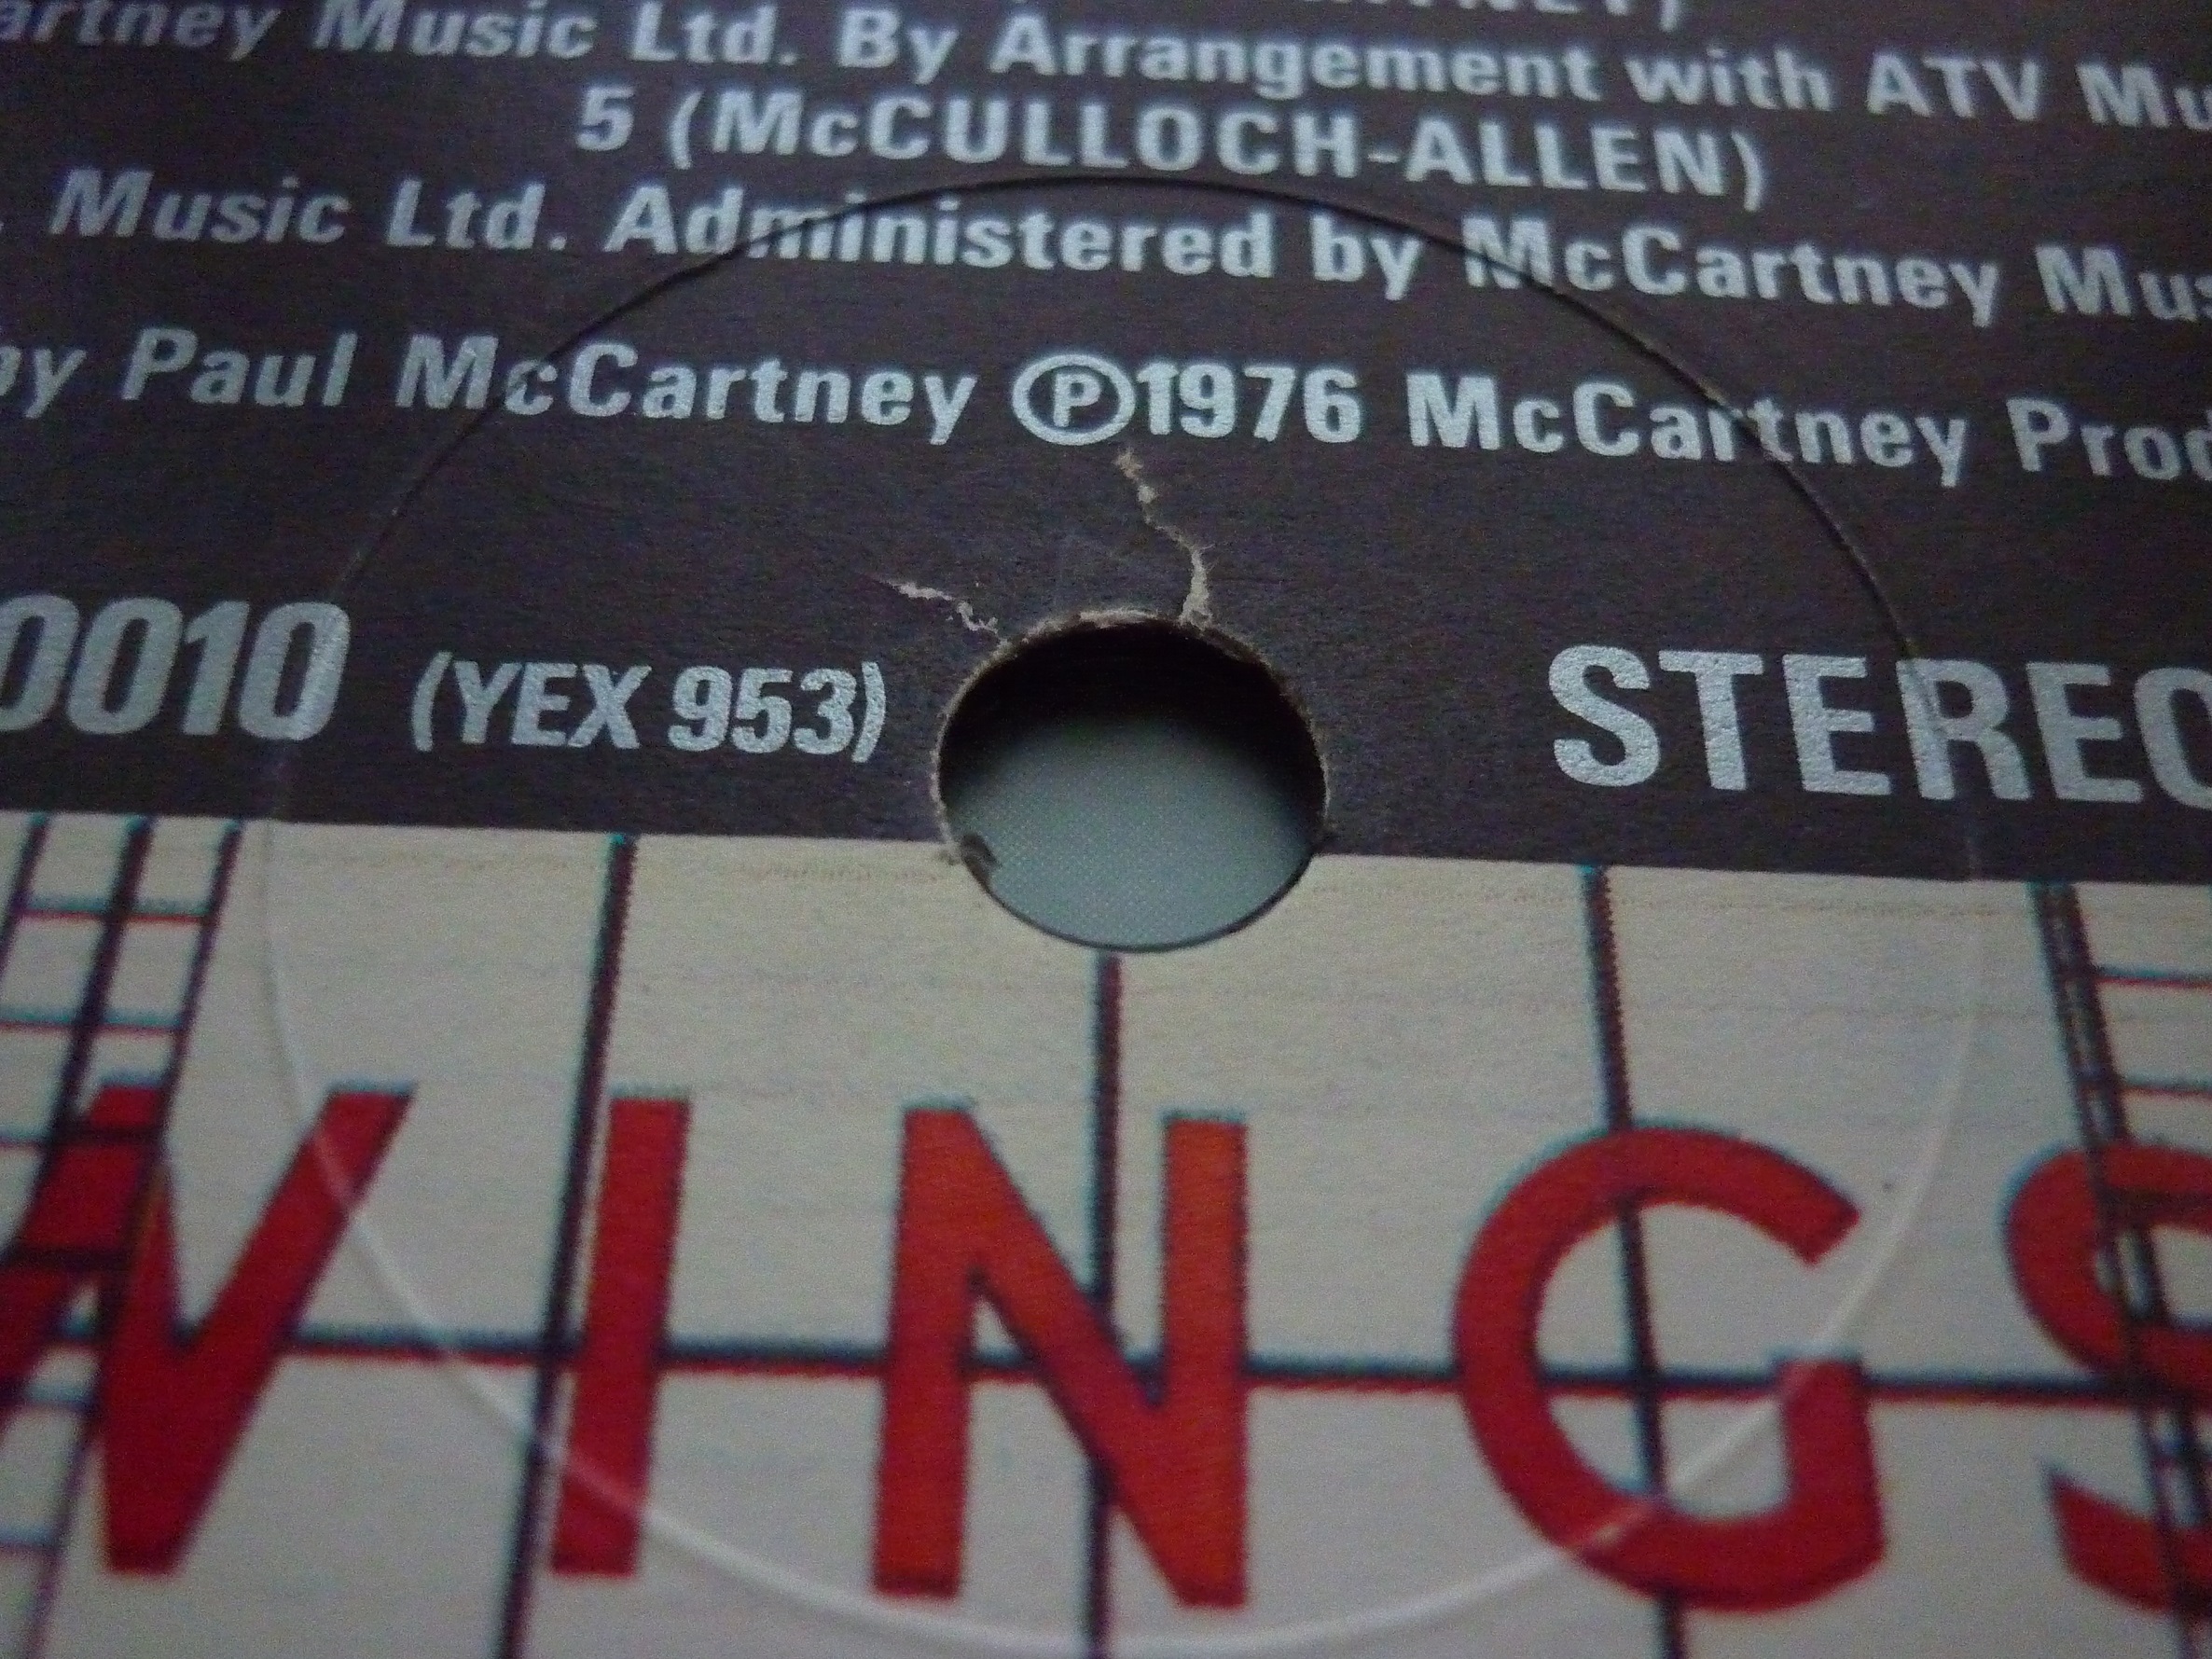 artney Music Ltd. By Arrangement with ATV Mu
5 (McCULLOCH-ALLEN)
. Music Ltd. Administered by McCartney Mus
by Paul McCartney Ⓟ1976 McCartney Prod
0010 (YEX 953) STEREO
WINGS